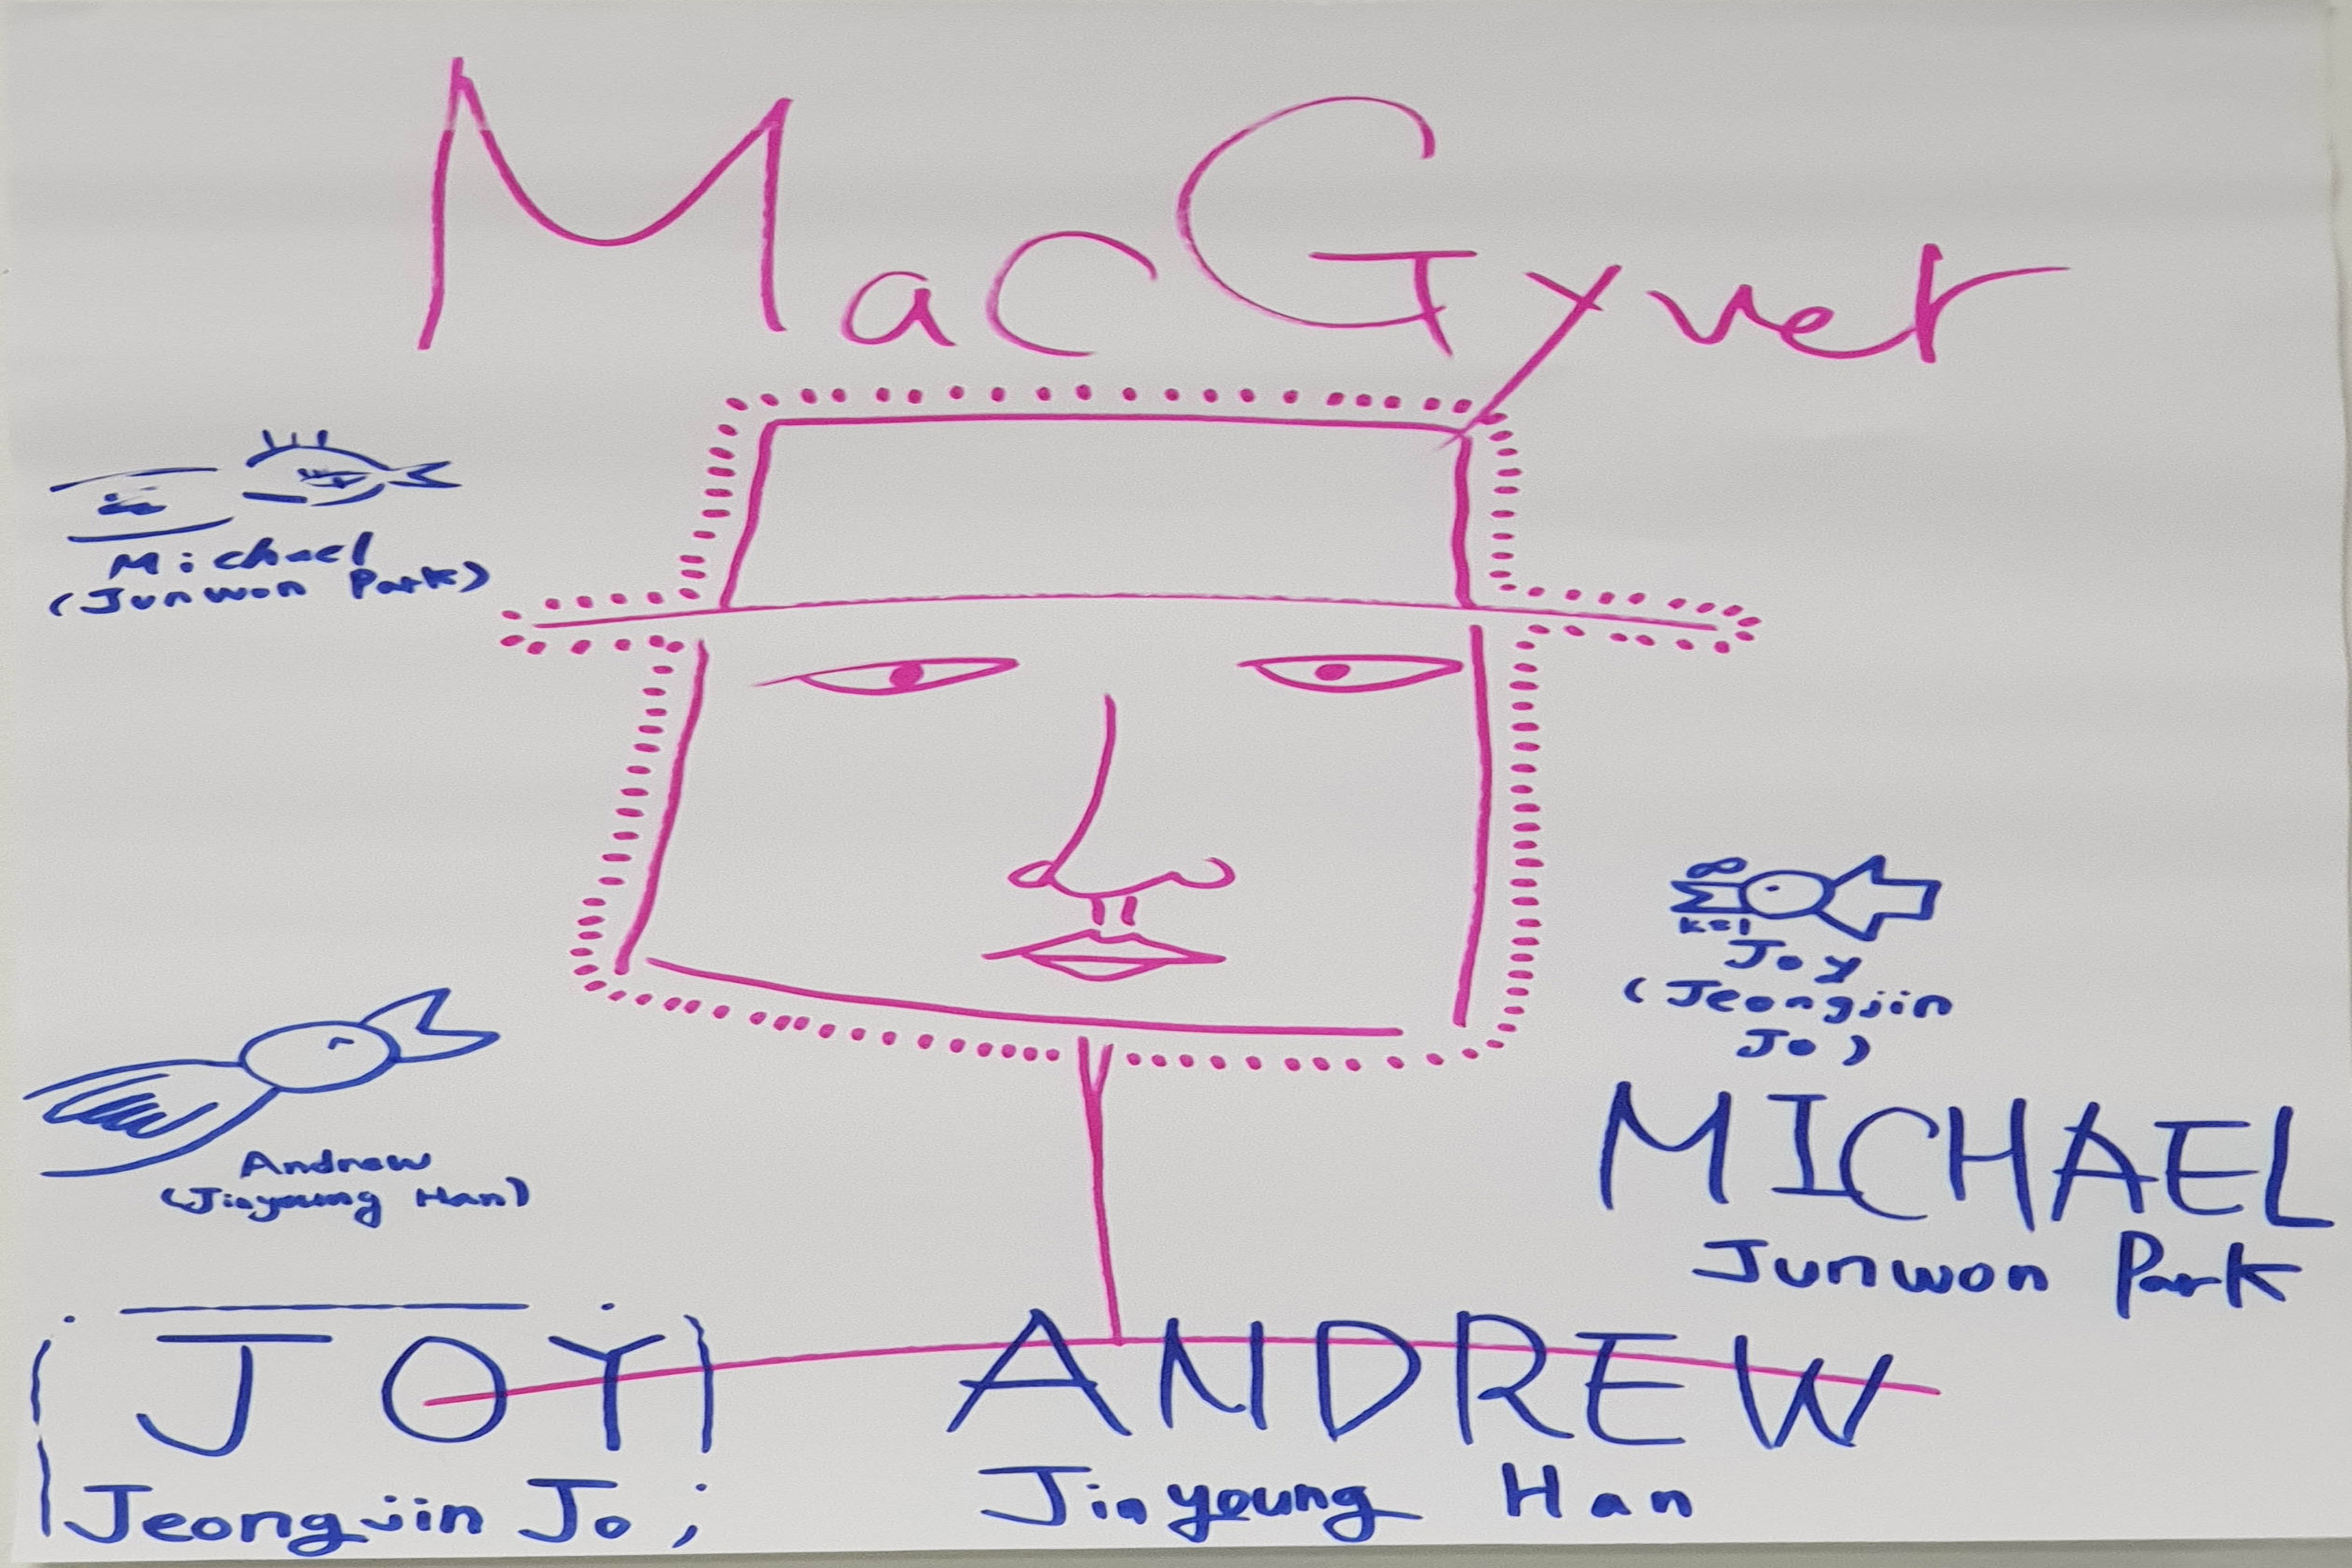 MacGyver
Michael
(Junwon Park)
∞
Σ
k=1
Joy
(Jeongjin
Jo)
Andrew
(Jinyoung Han)
MICHAEL
Junwon Park
JOY
Jeongjin Jo;
ANDREW
Jinyoung Han